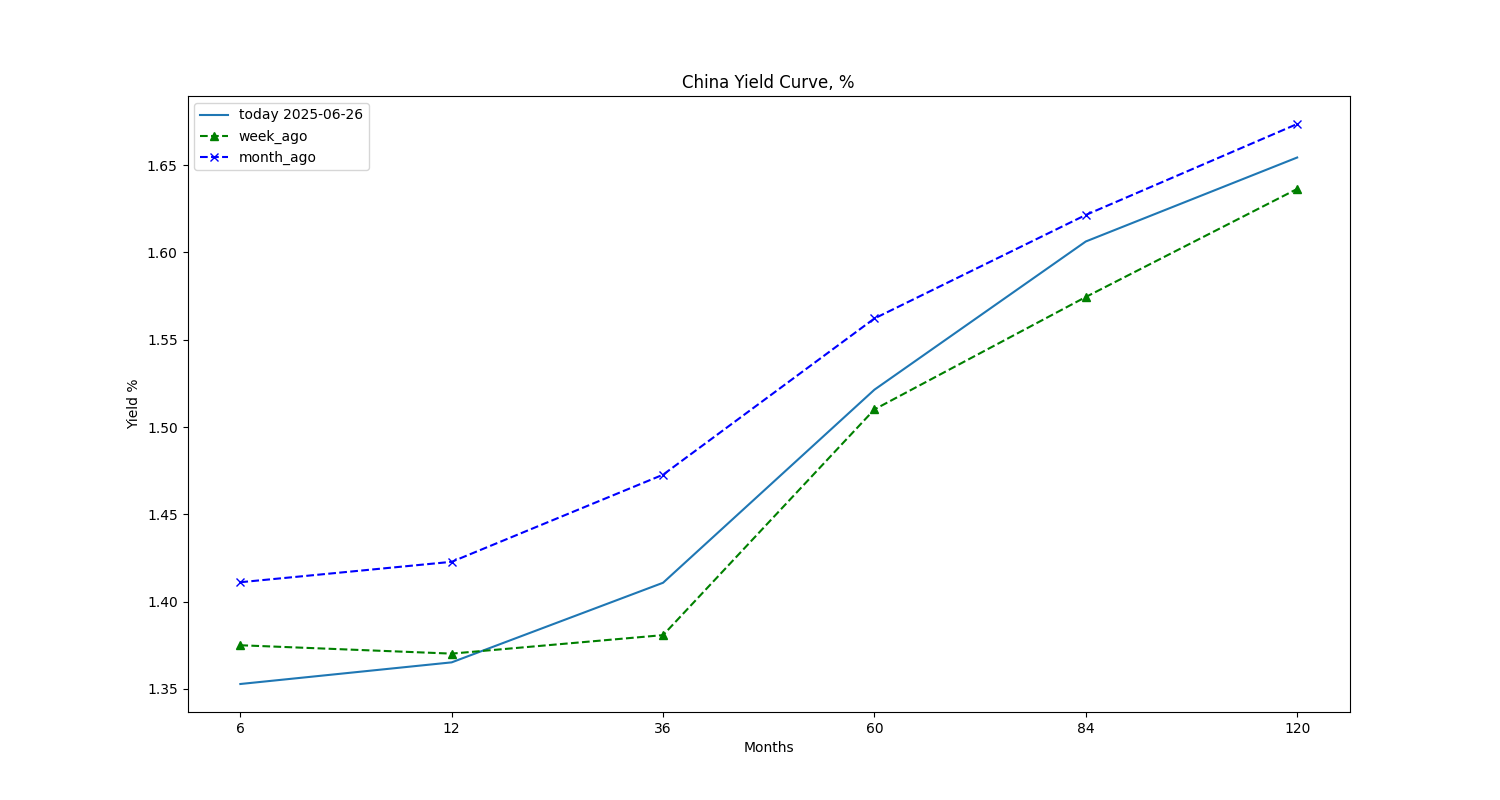 China Yield Curve, %
today 2025-06-26
week_ago
month_ago
1.65
1.60
1.55
1.50
1.45
1.40
1.35
Yield %
6 12 36 60 84 120
Months